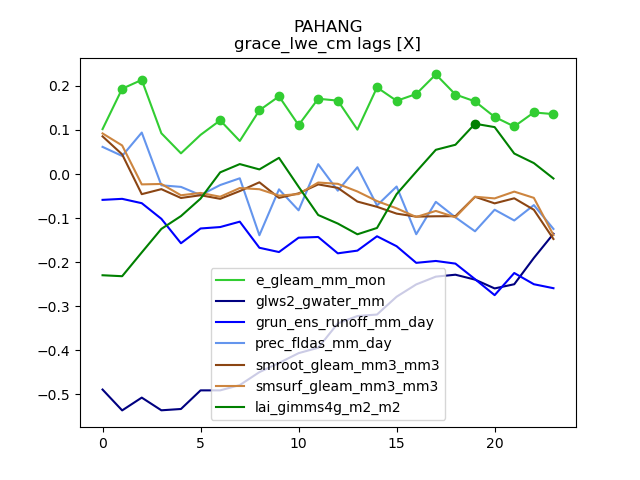 PAHANG
grace_lwe_cm lags [X]
0.2
0.1
0.0
−0.1
−0.2
−0.3
−0.4
−0.5
0
5
10
15
20
e_gleam_mm_mon
glws2_gwater_mm
grun_ens_runoff_mm_day
prec_fldas_mm_day
smroot_gleam_mm3_mm3
smsurf_gleam_mm3_mm3
lai_gimms4g_m2_m2